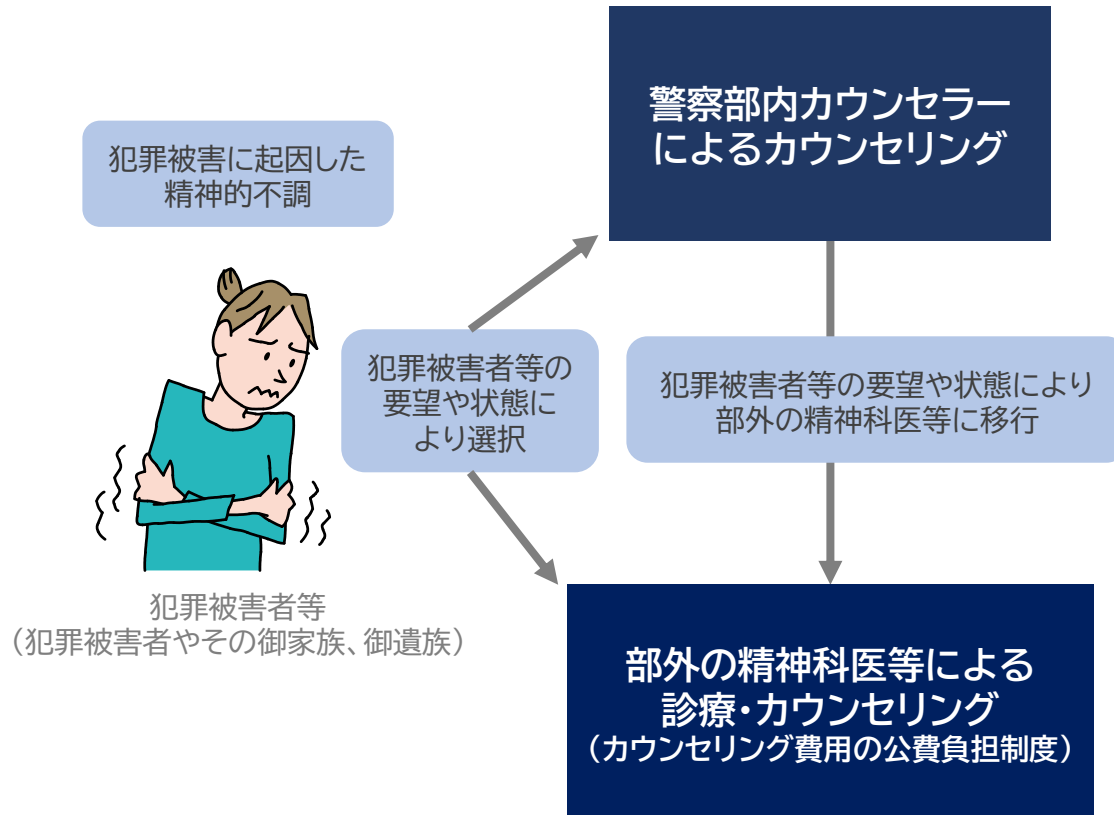 警察部内カウンセラー
によるカウンセリング
犯罪被害に起因した
精神的不調
犯罪被害者等の
要望や状態に
より選択
犯罪被害者等の要望や状態により
部外の精神科医等に移行
犯罪被害者等
（犯罪被害者やその御家族、御遺族）
部外の精神科医等による
診療・カウンセリング
（カウンセリング費用の公費負担制度）